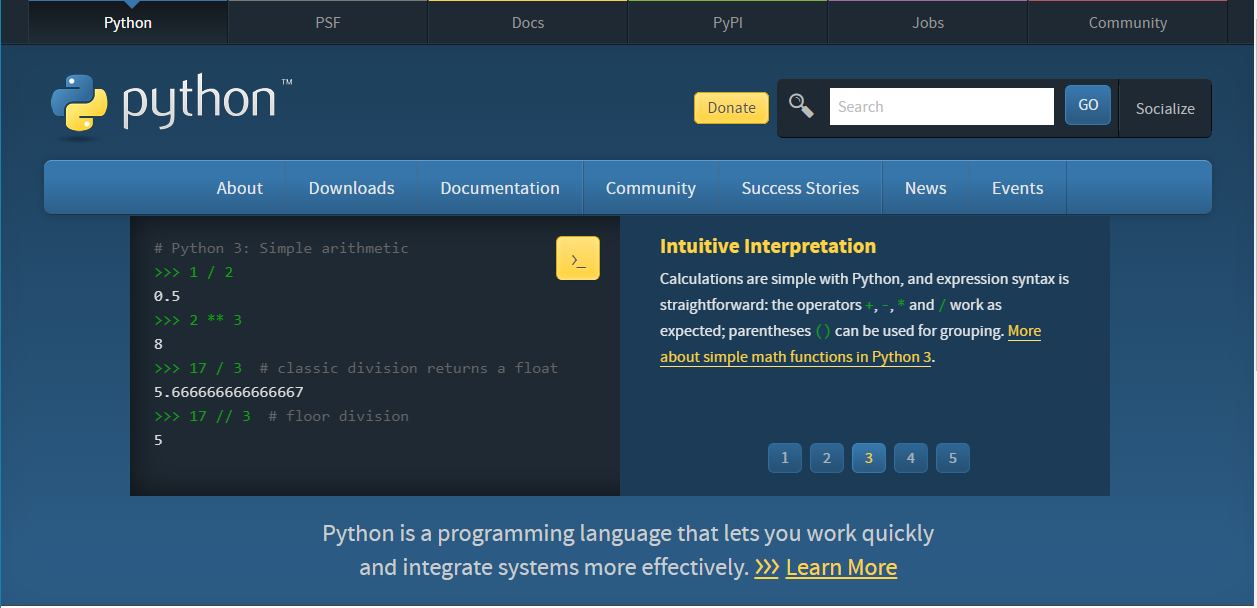 Python
PSF
Docs
PyPI
Jobs
Community
python™
Donate
Search
GO
Socialize
About
Downloads
Documentation
Community
Success Stories
News
Events
# Python 3: Simple arithmetic
>>> 1 / 2
0.5
>>> 2 ** 3
8
>>> 17 / 3  # classic division returns a float
5.666666666666667
>>> 17 // 3  # floor division
5
>_
Intuitive Interpretation
Calculations are simple with Python, and expression syntax is
straightforward: the operators +, -, * and / work as
expected; parentheses () can be used for grouping. More
about simple math functions in Python 3.
1
2
3
4
5
Python is a programming language that lets you work quickly
and integrate systems more effectively. >>> Learn More